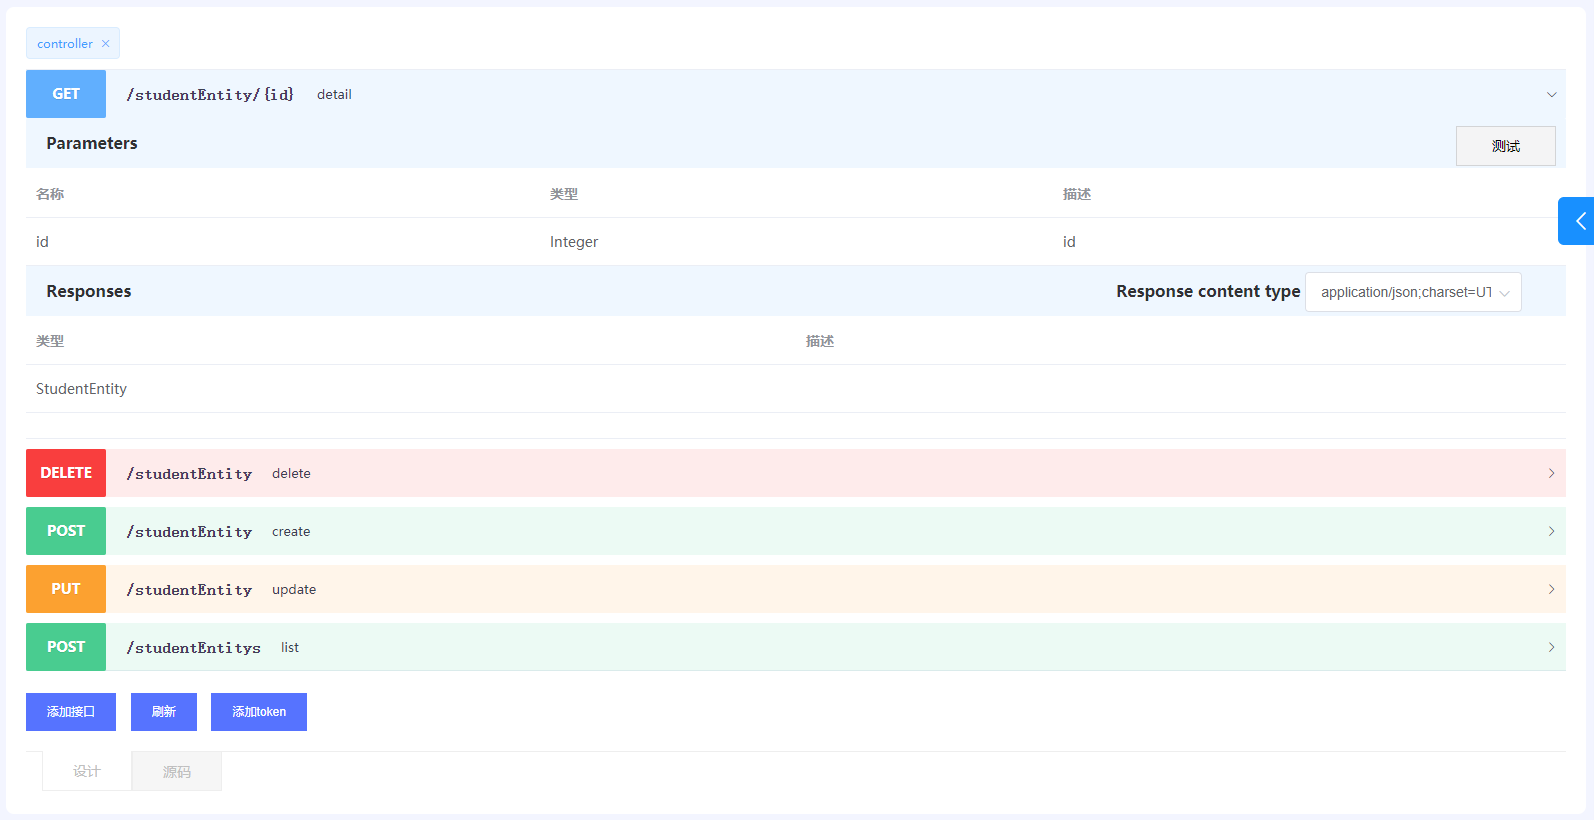 controller ×
GET /studentEntity/{id} detail
Parameters 测试
名称 类型 描述
id Integer id
Responses Response content type application/json;charset=UT
类型 描述
StudentEntity
DELETE /studentEntity delete
POST /studentEntity create
PUT /studentEntity update
POST /studentEntitys list
添加接口 刷新 添加token
设计 源码